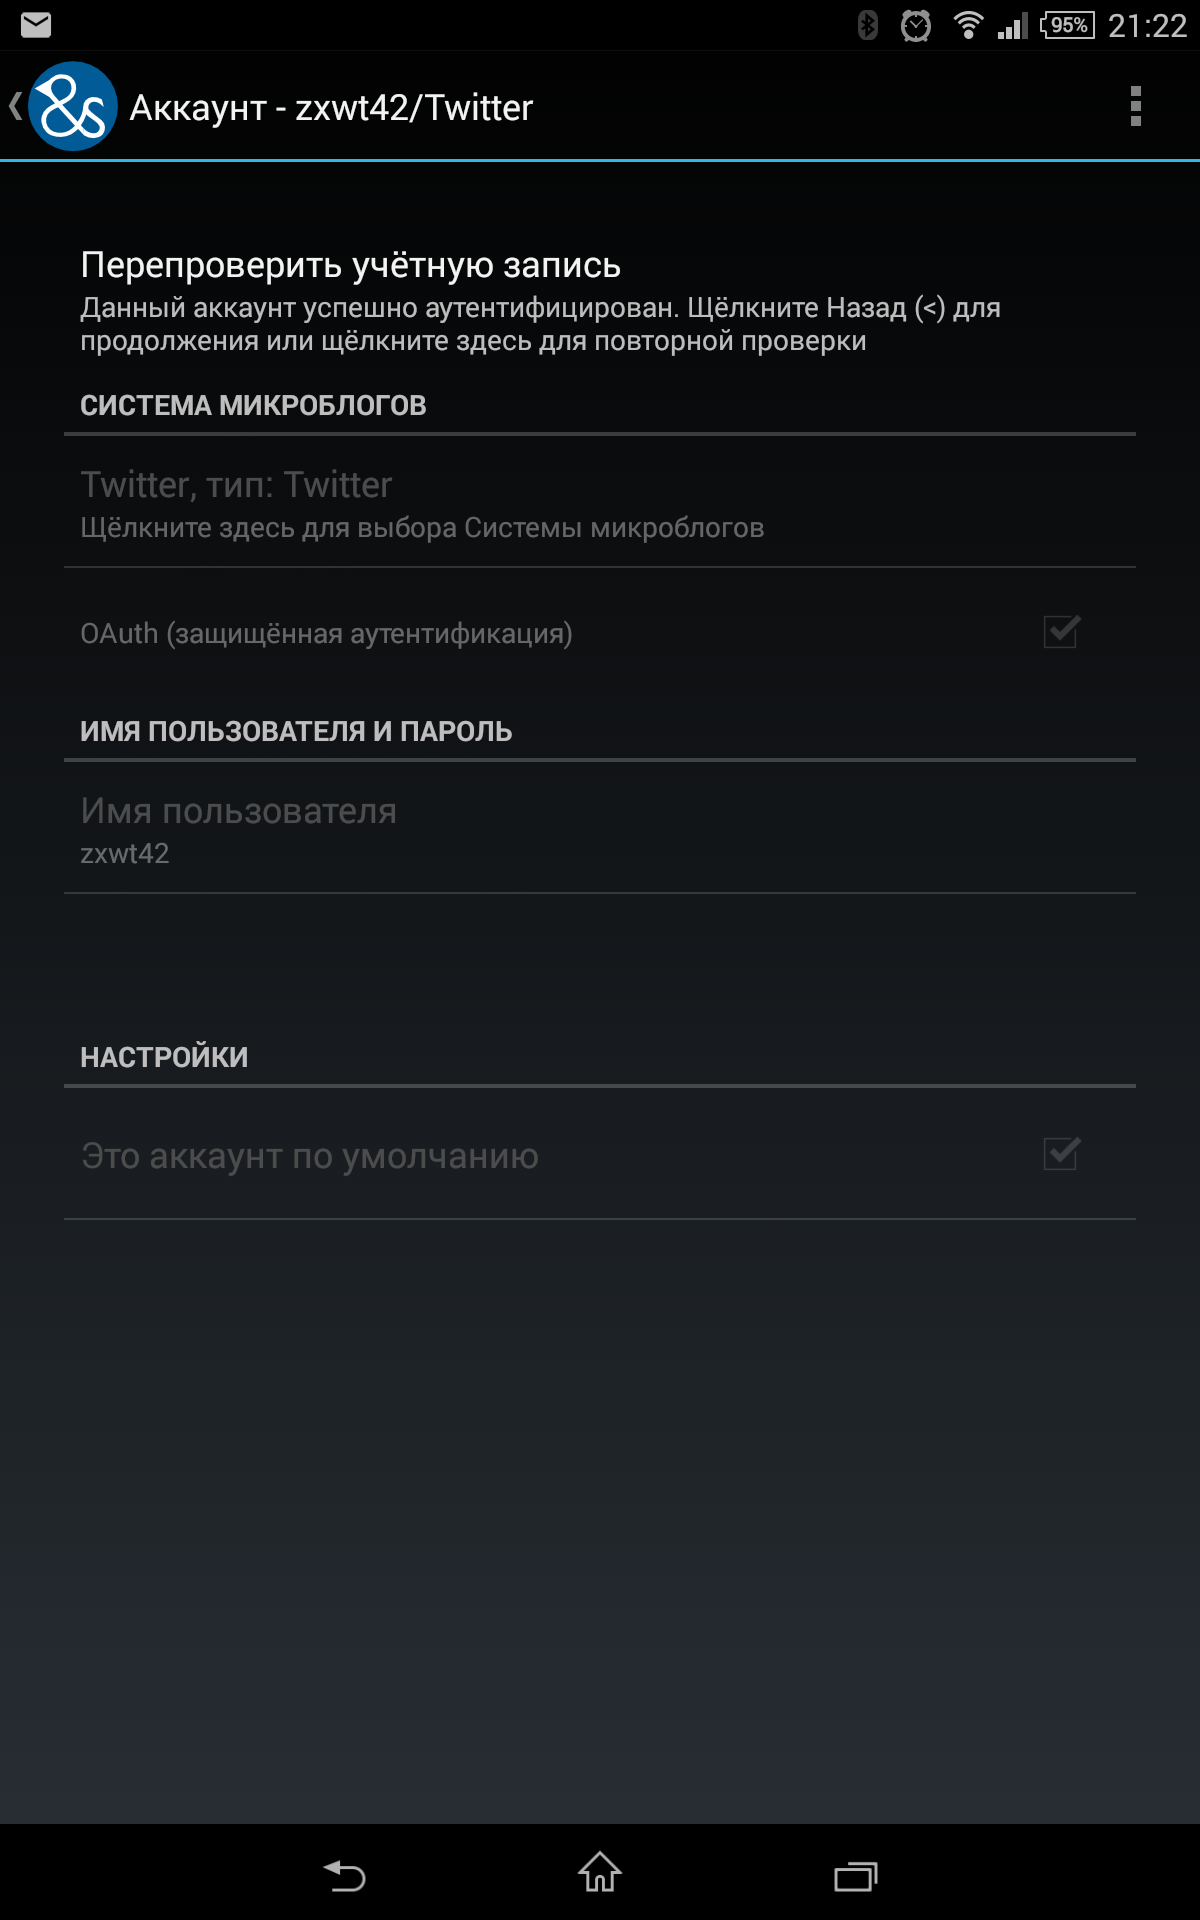 95% 21:22
Аккаунт - zxwt42/Twitter
Перепроверить учётную запись
Данный аккаунт успешно аутентифицирован. Щёлкните Назад (<) для
продолжения или щёлкните здесь для повторной проверки
СИСТЕМА МИКРОБЛОГОВ
Twitter, тип: Twitter
Щёлкните здесь для выбора Системы микроблогов
OAuth (защищённая аутентификация)
ИМЯ ПОЛЬЗОВАТЕЛЯ И ПАРОЛЬ
Имя пользователя
zxwt42
НАСТРОЙКИ
Это аккаунт по умолчанию